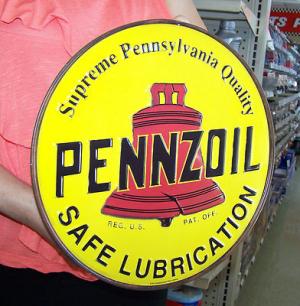 Supreme Pennsylvania Quality
PENNZOIL
REG. U.S. PAT. OFF.
SAFE LUBRICATION